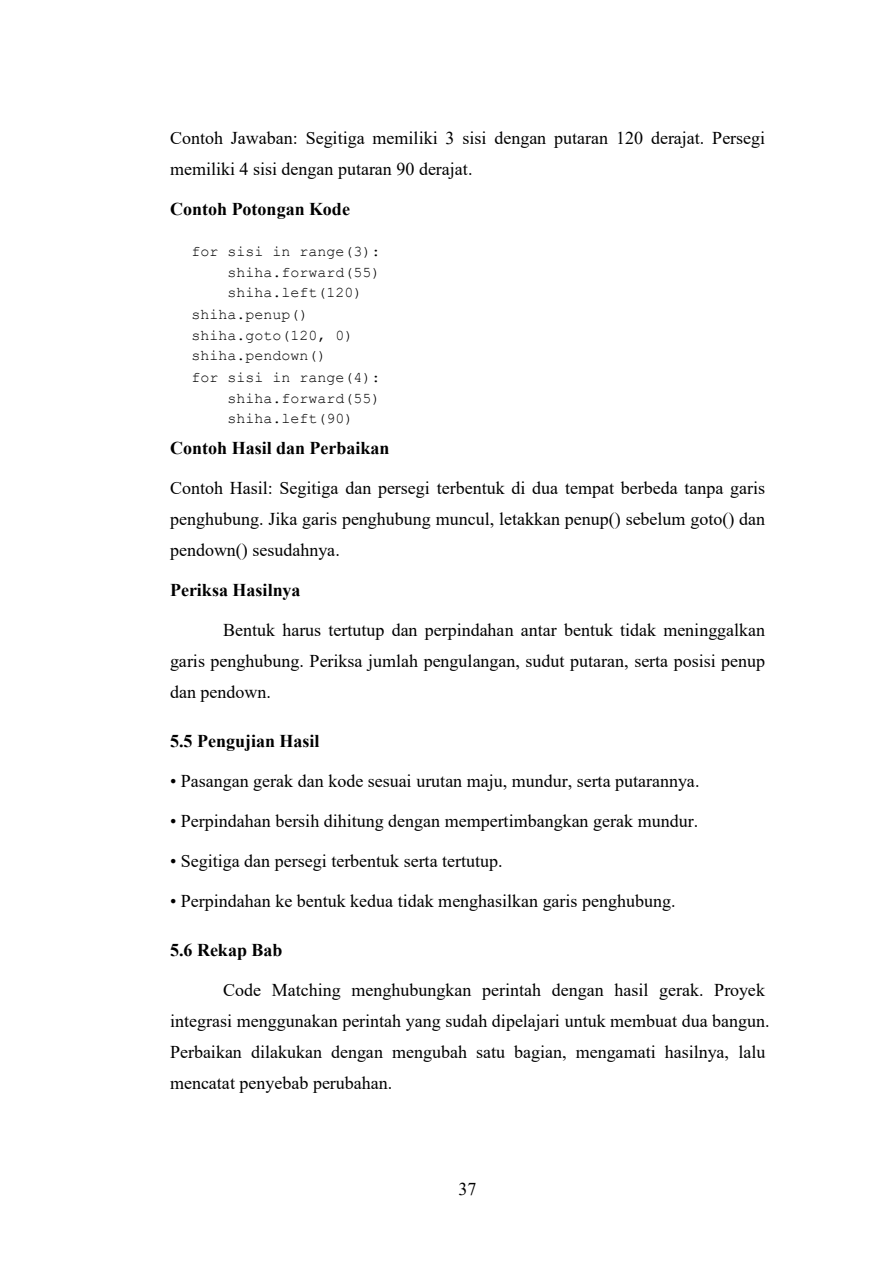 Contoh Jawaban: Segitiga memiliki 3 sisi dengan putaran 120 derajat. Persegi
memiliki 4 sisi dengan putaran 90 derajat.
Contoh Potongan Kode
for sisi in range(3):
    shiha.forward(55)
    shiha.left(120)
shiha.penup()
shiha.goto(120, 0)
shiha.pendown()
for sisi in range(4):
    shiha.forward(55)
    shiha.left(90)
Contoh Hasil dan Perbaikan
Contoh Hasil: Segitiga dan persegi terbentuk di dua tempat berbeda tanpa garis
penghubung. Jika garis penghubung muncul, letakkan penup() sebelum goto() dan
pendown() sesudahnya.
Periksa Hasilnya
Bentuk harus tertutup dan perpindahan antar bentuk tidak meninggalkan
garis penghubung. Periksa jumlah pengulangan, sudut putaran, serta posisi penup
dan pendown.
5.5 Pengujian Hasil
• Pasangan gerak dan kode sesuai urutan maju, mundur, serta putarannya.
• Perpindahan bersih dihitung dengan mempertimbangkan gerak mundur.
• Segitiga dan persegi terbentuk serta tertutup.
• Perpindahan ke bentuk kedua tidak menghasilkan garis penghubung.
5.6 Rekap Bab
Code Matching menghubungkan perintah dengan hasil gerak. Proyek
integrasi menggunakan perintah yang sudah dipelajari untuk membuat dua bangun.
Perbaikan dilakukan dengan mengubah satu bagian, mengamati hasilnya, lalu
mencatat penyebab perubahan.
37